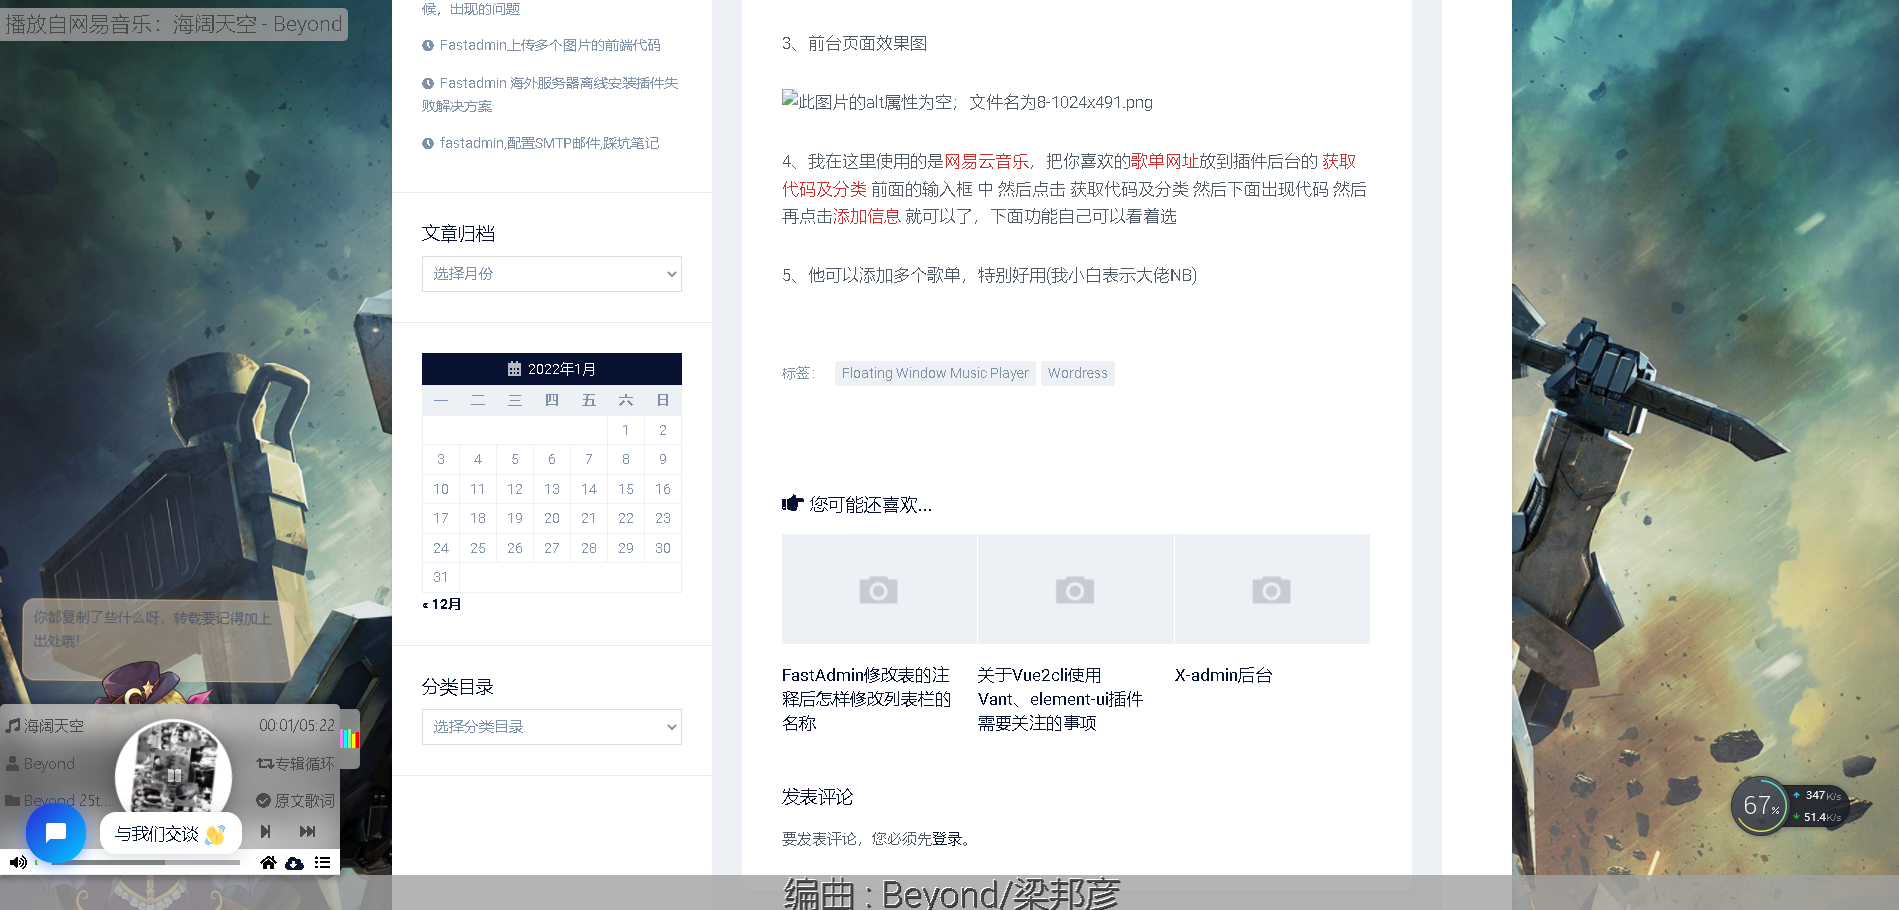 播放自网易音乐：海阔天空 - Beyond
候，出现的问题
Fastadmin上传多个图片的前端代码
Fastadmin 海外服务器离线安装插件失
败解决方案
fastadmin,配置SMTP邮件,踩坑笔记
文章归档
选择月份
2022年1月
一 二 三 四 五 六 日
1 2
3 4 5 6 7 8 9
10 11 12 13 14 15 16
17 18 19 20 21 22 23
24 25 26 27 28 29 30
31
« 12月
分类目录
选择分类目录
3、前台页面效果图
此图片的alt属性为空；文件名为8-1024x491.png
4、我在这里使用的是网易云音乐，把你喜欢的歌单网址放到插件后台的 获取
代码及分类 前面的输入框 中 然后点击 获取代码及分类 然后下面出现代码 然后
再点击添加信息 就可以了，下面功能自己可以看着选
5、他可以添加多个歌单，特别好用(我小白表示大佬NB)
标签： Floating Window Music Player Wordress
您可能还喜欢...
FastAdmin修改表的注
释后怎样修改列表栏的
名称
关于Vue2cli使用
Vant、element-ui插件
需要关注的事项
X-admin后台
发表评论
要发表评论，您必须先登录。
你都复制了些什么呀，转载要记得加上
出处哦!
海阔天空 00:01/05:22
Beyond 专辑循环
Beyond 25t... 原文歌词
与我们交谈 👋
67%
347K/s
51.4K/s
编曲 : Beyond/梁邦彦